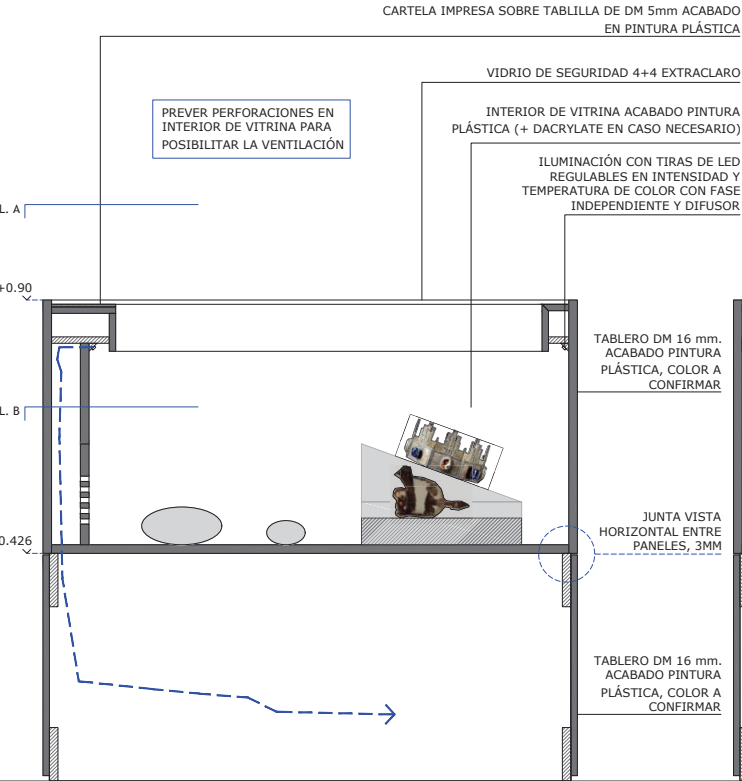 CARTELA IMPRESA SOBRE TABLILLA DE DM 5mm ACABADO
EN PINTURA PLÁSTICA
VIDRIO DE SEGURIDAD 4+4 EXTRACLARO
PREVER PERFORACIONES EN
INTERIOR DE VITRINA PARA
POSIBILITAR LA VENTILACIÓN
INTERIOR DE VITRINA ACABADO PINTURA
PLÁSTICA (+ DACRYLATE EN CASO NECESARIO)
ILUMINACIÓN CON TIRAS DE LED
REGULABLES EN INTENSIDAD Y
TEMPERATURA DE COLOR CON FASE
INDEPENDIENTE Y DIFUSOR
L. A
+0.90
TABLERO DM 16 mm.
ACABADO PINTURA
PLÁSTICA, COLOR A
CONFIRMAR
L. B
JUNTA VISTA
HORIZONTAL ENTRE
PANELES, 3MM
0.426
TABLERO DM 16 mm.
ACABADO PINTURA
PLÁSTICA, COLOR A
CONFIRMAR